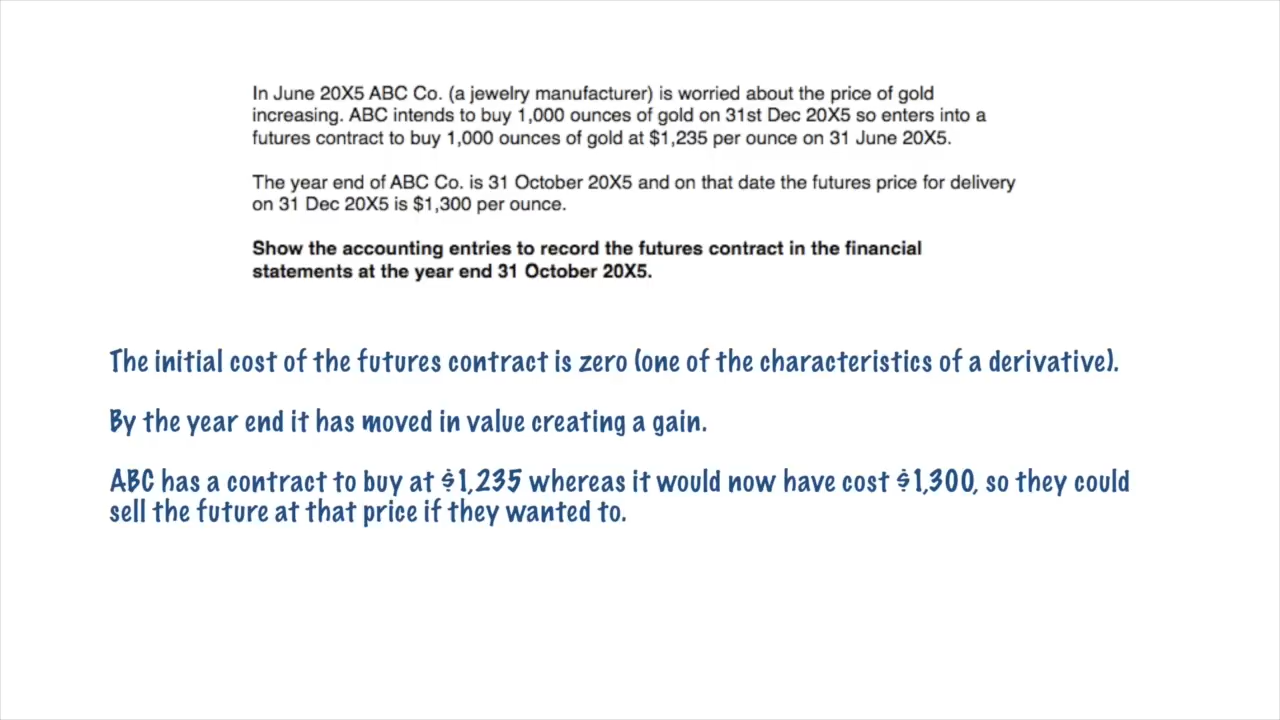 In June 20X5 ABC Co. (a jewelry manufacturer) is worried about the price of gold
increasing. ABC intends to buy 1,000 ounces of gold on 31st Dec 20X5 so enters into a
futures contract to buy 1,000 ounces of gold at $1,235 per ounce on 31 June 20X5.
The year end of ABC Co. is 31 October 20X5 and on that date the futures price for delivery
on 31 Dec 20X5 is $1,300 per ounce.
Show the accounting entries to record the futures contract in the financial
statements at the year end 31 October 20X5.
The initial cost of the futures contract is zero (one of the characteristics of a derivative).
By the year end it has moved in value creating a gain.
ABC has a contract to buy at $1,235 whereas it would now have cost $1,300, so they could
sell the future at that price if they wanted to.